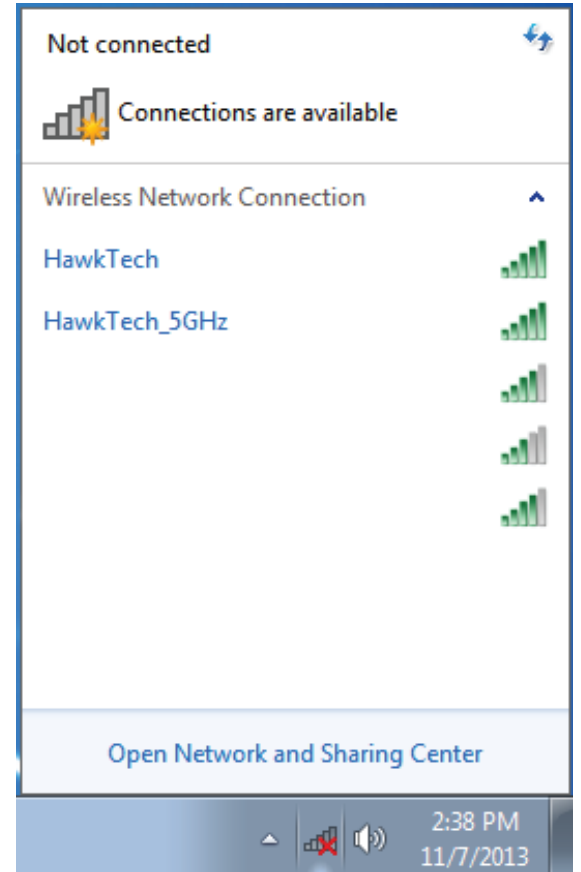 Not connected
Connections are available
Wireless Network Connection
HawkTech
HawkTech_5GHz
Open Network and Sharing Center
2:38 PM
11/7/2013